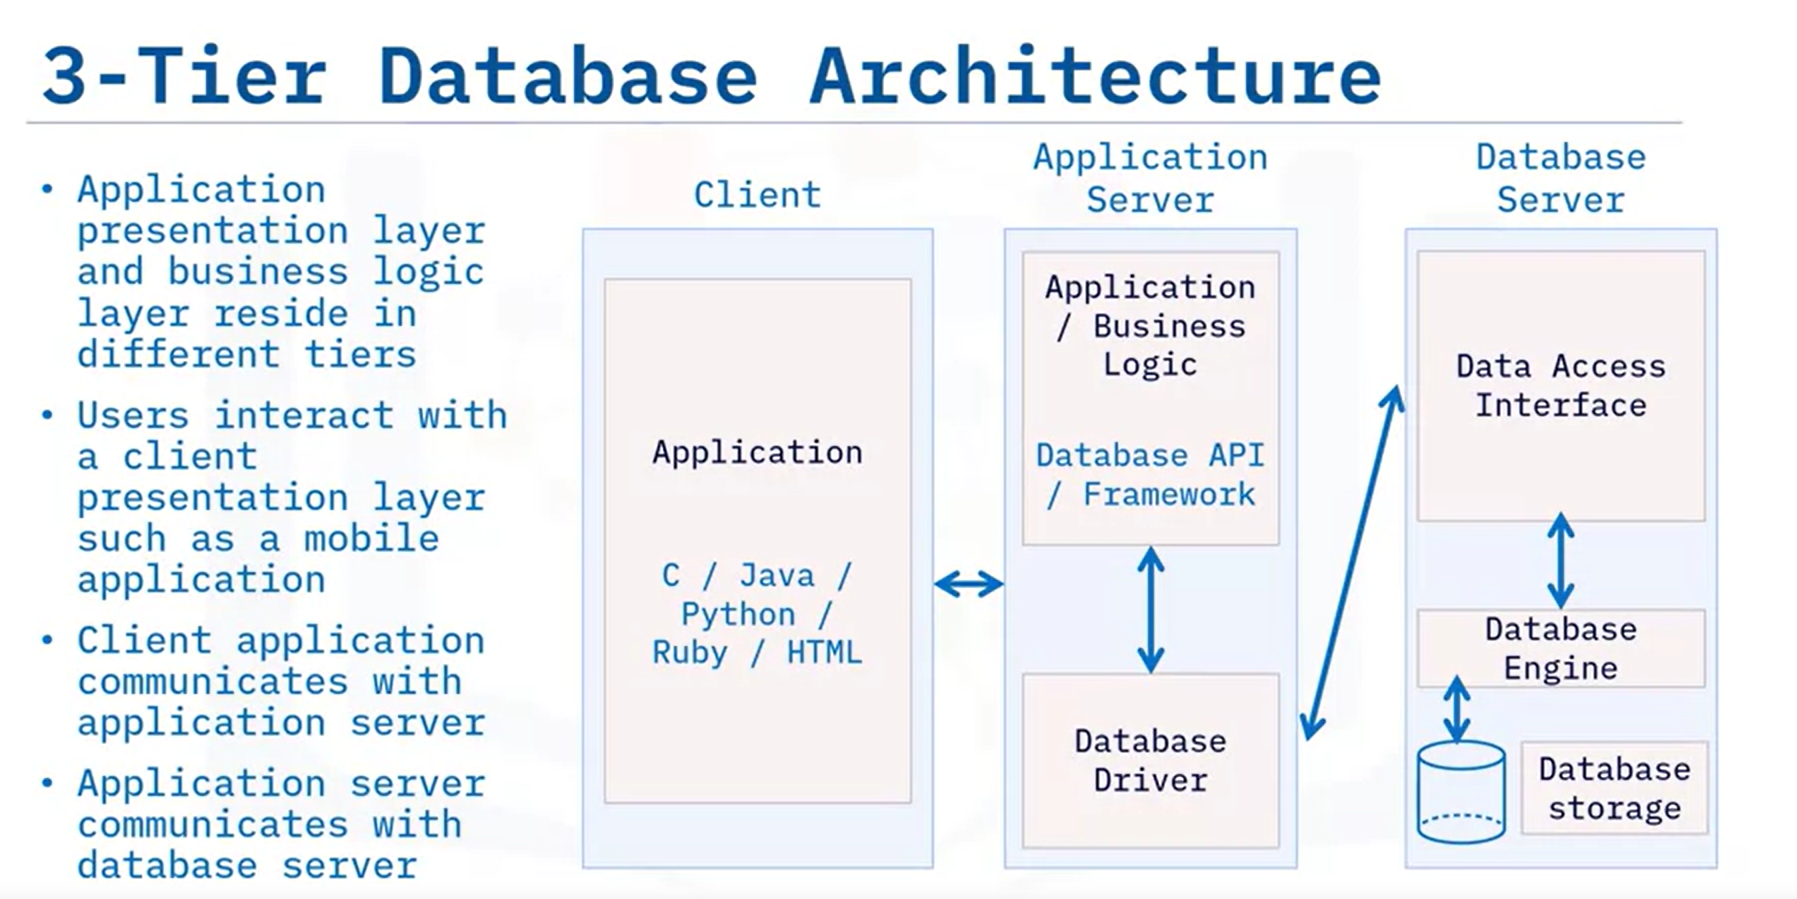 3-Tier Database Architecture
• Application
presentation layer
and business logic
layer reside in
different tiers
• Users interact with
a client
presentation layer
such as a mobile
application
• Client application
communicates with
application server
• Application server
communicates with
database server
Client
Application
C / Java /
Python /
Ruby / HTML
Application
Server
Application
/ Business
Logic
Database API
/ Framework
Database
Driver
Database
Server
Data Access
Interface
Database
Engine
Database
storage